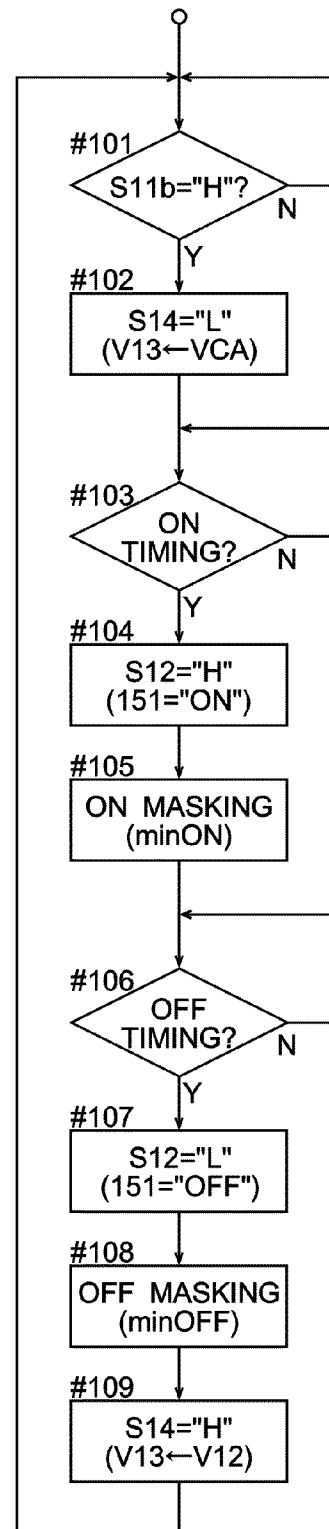 #101
S11b="H"?
N
Y
#102
S14="L"
(V13←VCA)
#103
ON
TIMING?
N
Y
#104
S12="H"
(151="ON")
#105
ON MASKING
(minON)
#106
OFF
TIMING?
N
Y
#107
S12="L"
(151="OFF")
#108
OFF MASKING
(minOFF)
#109
S14="H"
(V13←V12)